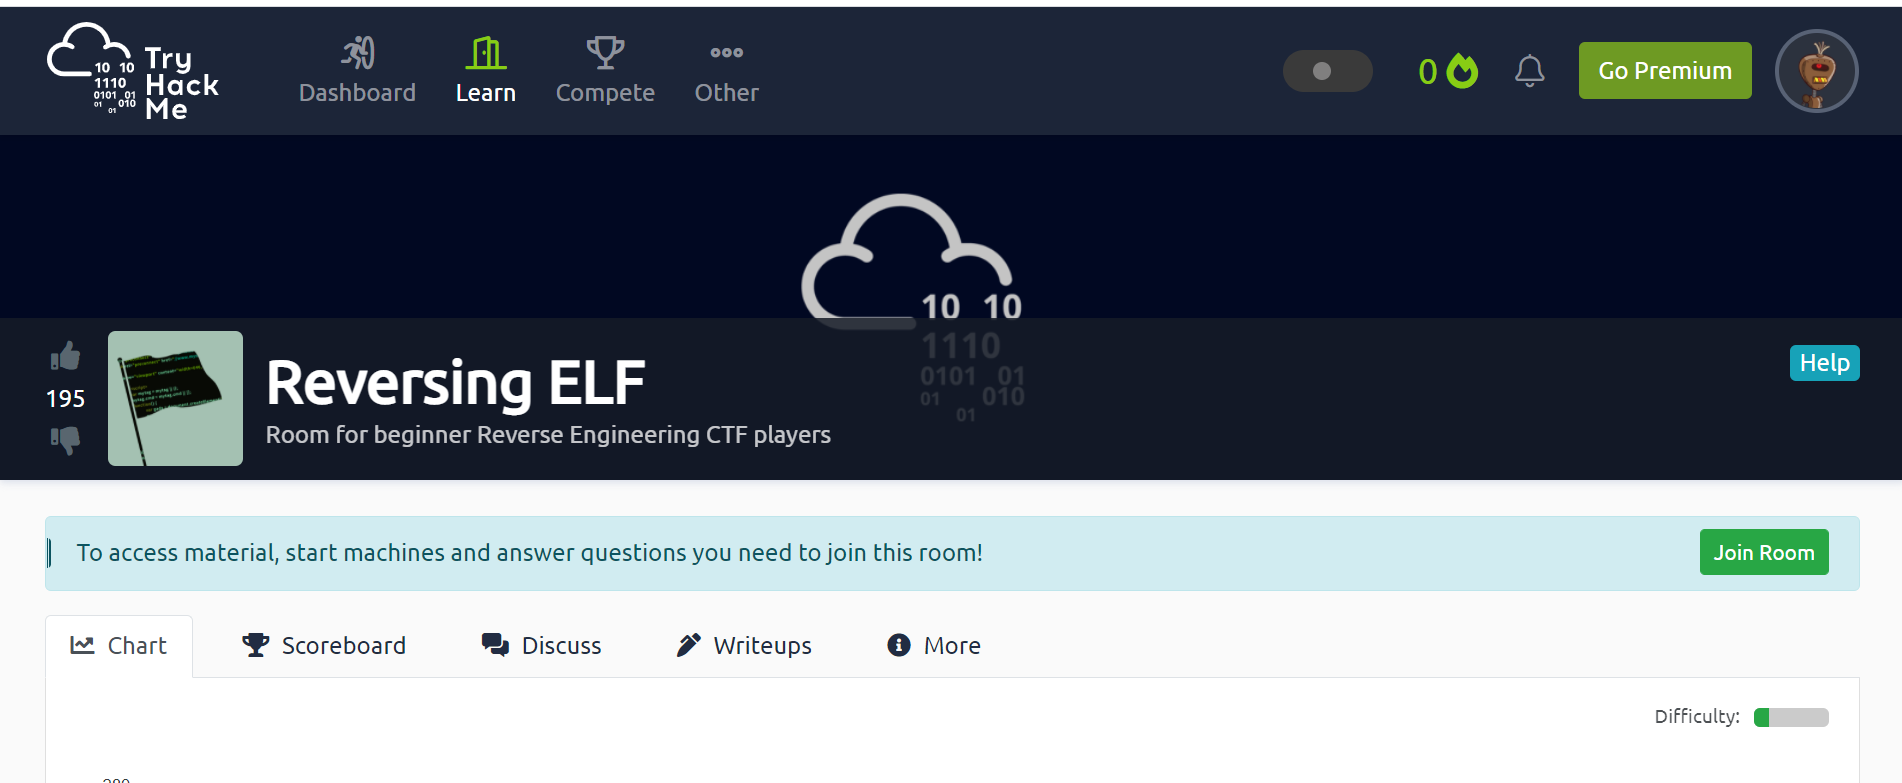 Try
Hack
Me
10 10
1110
0101 01
01 010
01
Dashboard
Learn
Compete
Other
0
Go Premium
10 10
1110
0101 01
01 010
01
195
Reversing ELF
Room for beginner Reverse Engineering CTF players
Help
To access material, start machines and answer questions you need to join this room!
Join Room
Chart
Scoreboard
Discuss
Writeups
More
Difficulty: